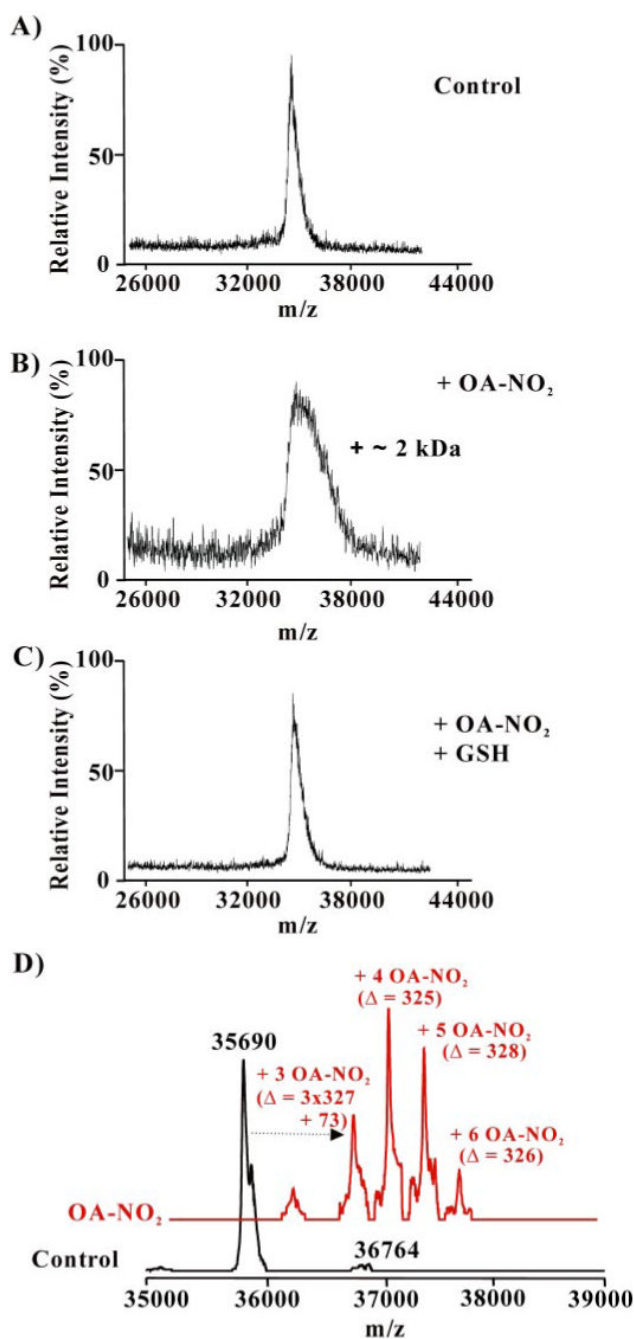 A)
100
50
0
Relative Intensity (%)
Control
26000 32000 38000 44000
m/z
B)
100
50
0
Relative Intensity (%)
+ OA-NO₂
+ ~ 2 kDa
26000 32000 38000 44000
m/z
C)
100
50
0
Relative Intensity (%)
+ OA-NO₂
+ GSH
26000 32000 38000 44000
m/z
D)
35690
+ 3 OA-NO₂
(Δ = 3x327
+ 73)
+ 4 OA-NO₂
(Δ = 325)
+ 5 OA-NO₂
(Δ = 328)
+ 6 OA-NO₂
(Δ = 326)
OA-NO₂
Control
36764
35000 36000 37000 38000 39000
m/z